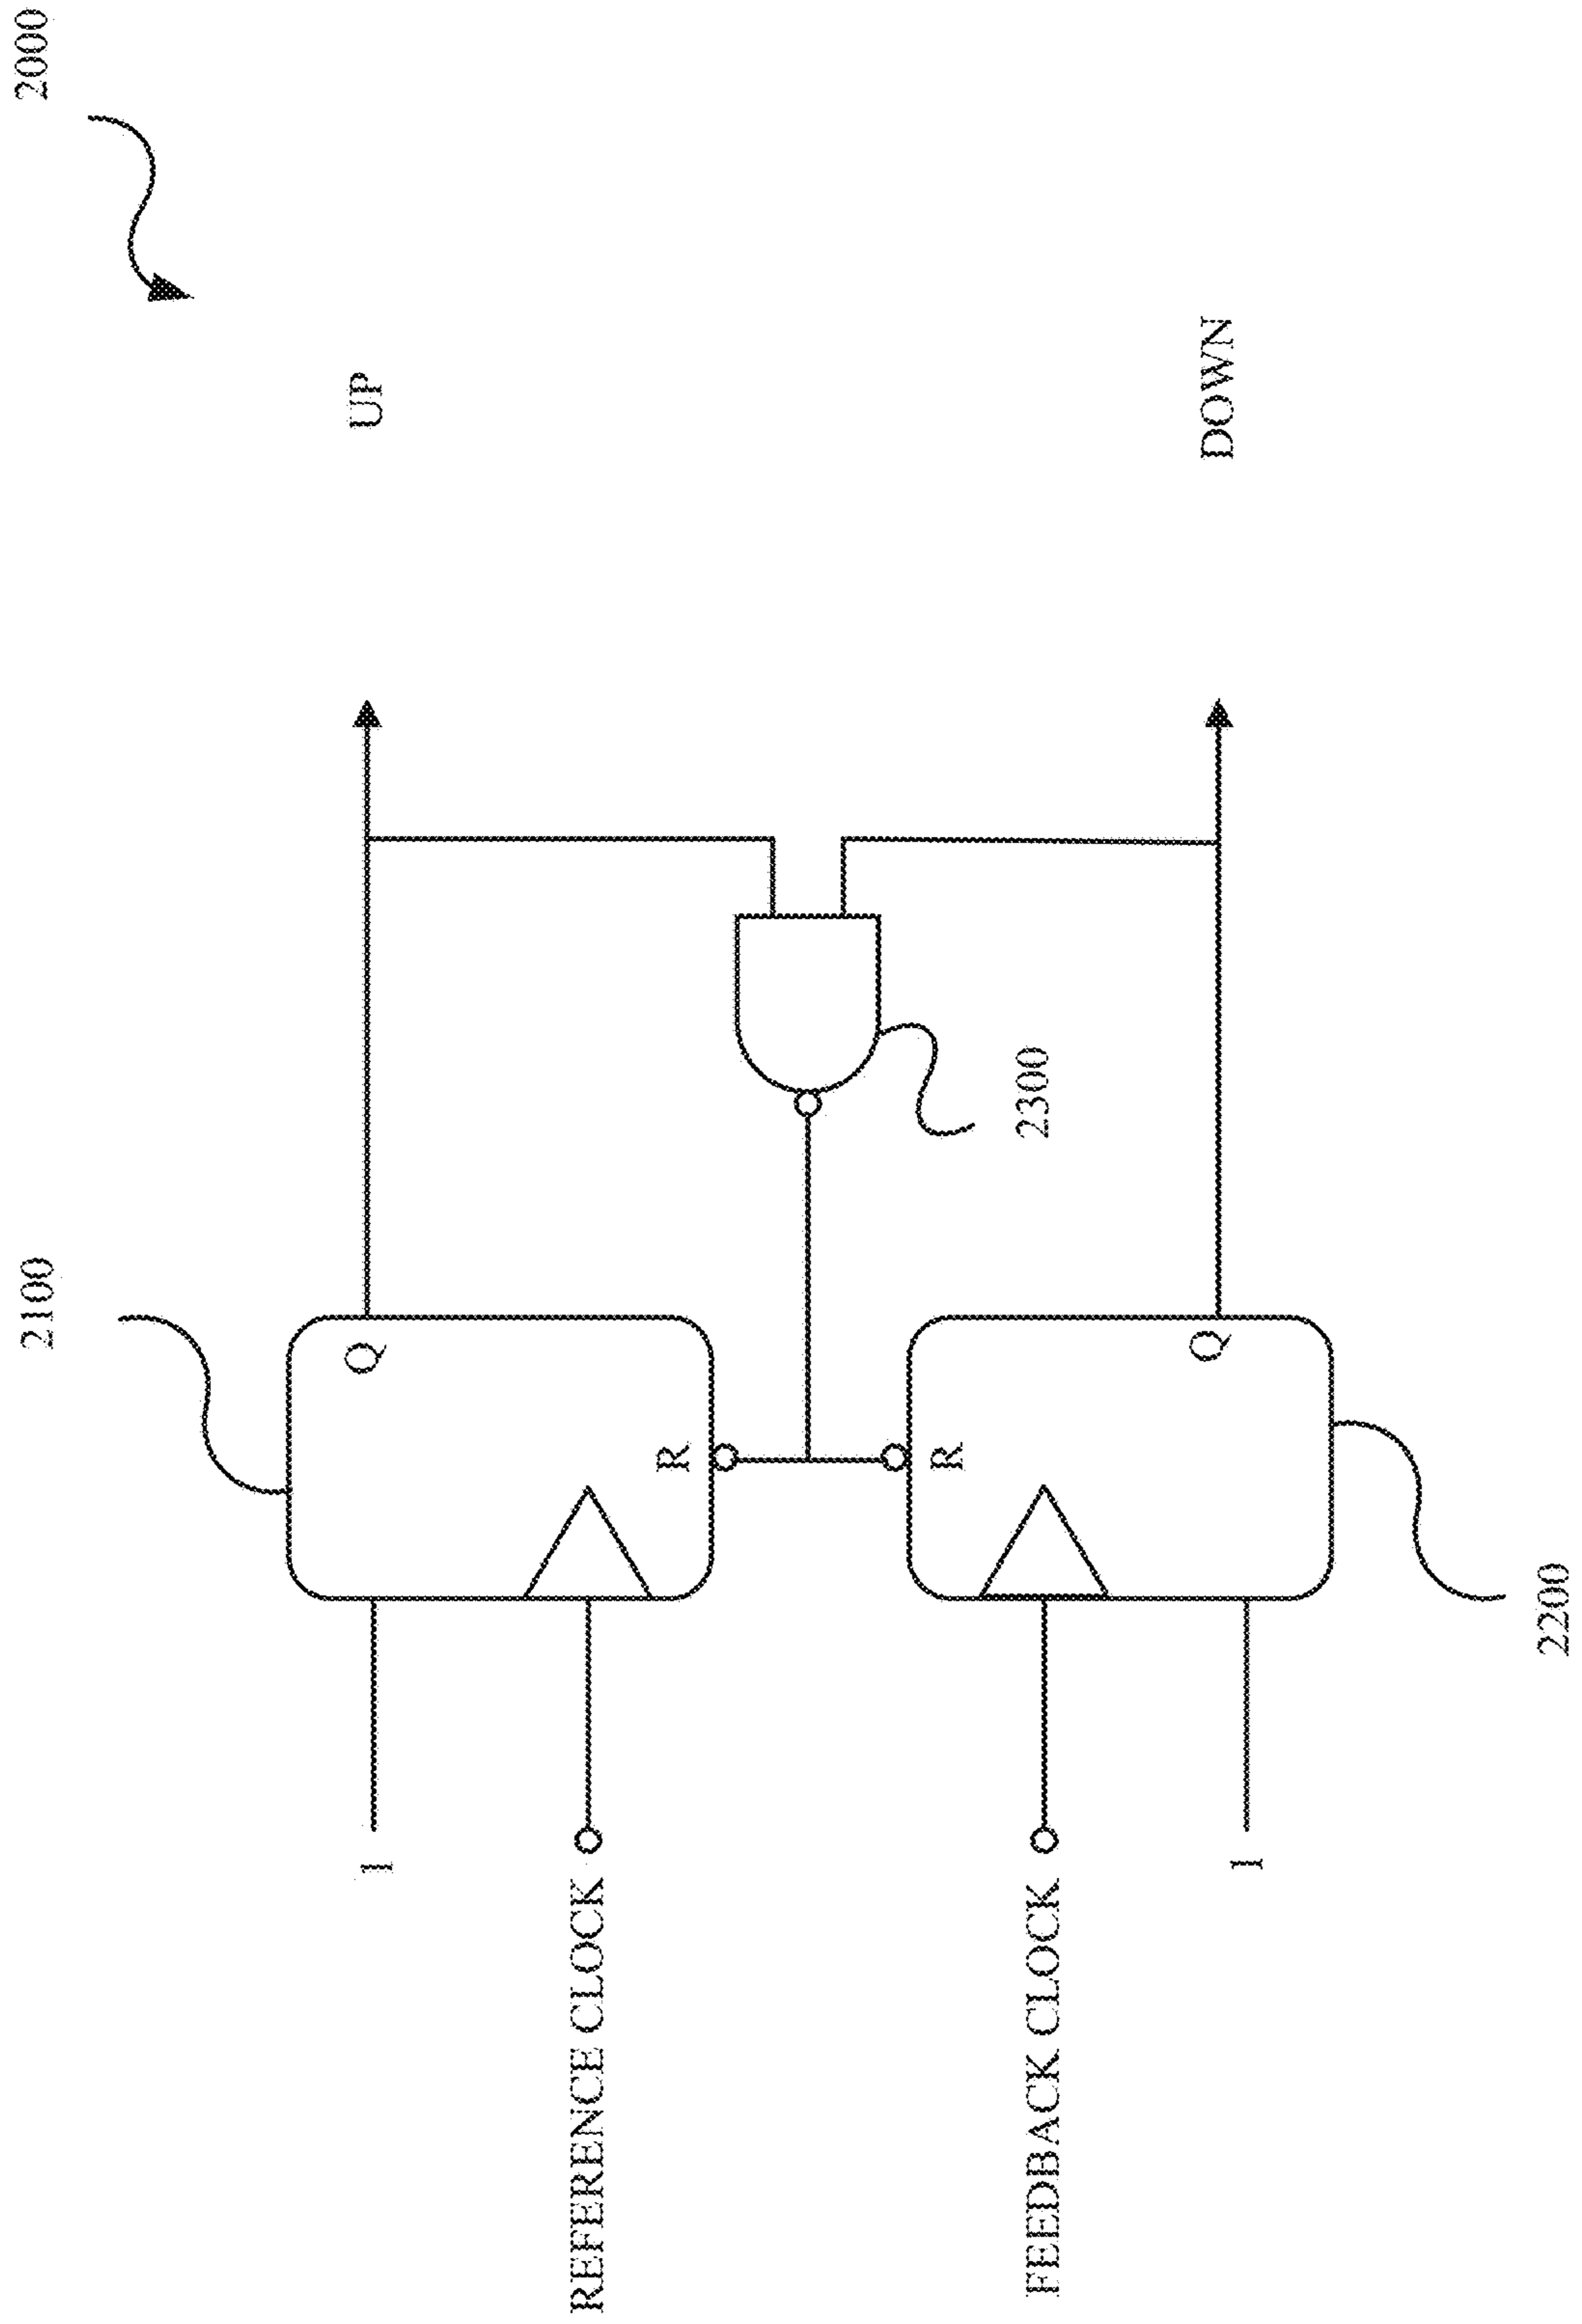 2000
UP
DOWN
2300
2100
Q
R
R
Q
2200
1
REFERENCE CLOCK
FEEDBACK CLOCK
1